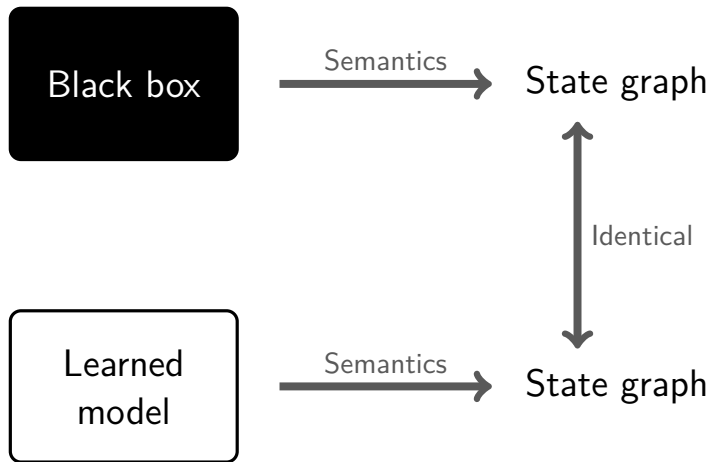 Black box
Semantics
State graph
Identical
Learned
model
Semantics
State graph